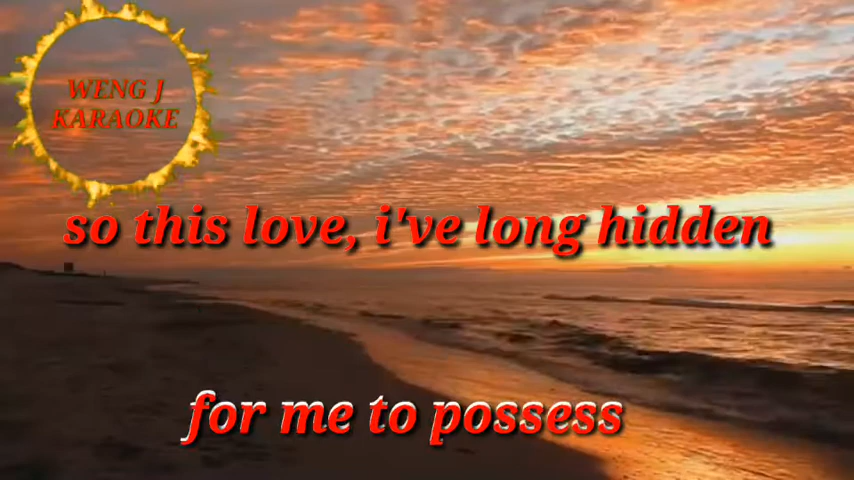 WENG J
KARAOKE
so this love, i've long hidden
for me to possess